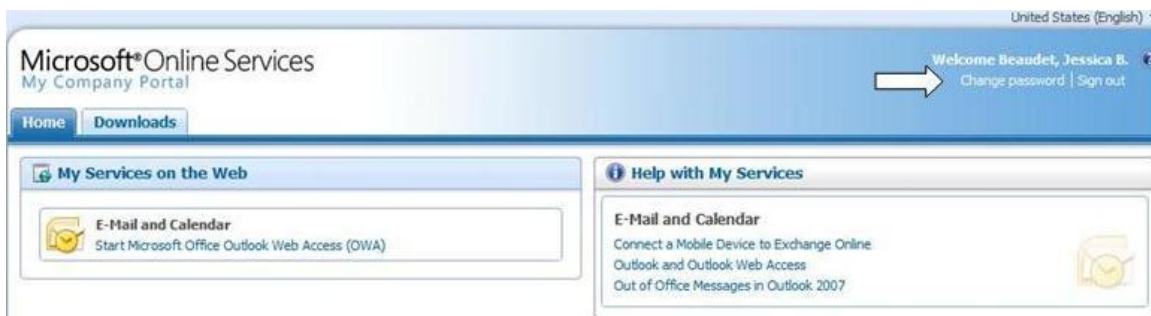 United States (English)
Microsoft® Online Services
My Company Portal
Welcome Beaudet, Jessica B.
Change password | Sign out
Home
Downloads
My Services on the Web
E-Mail and Calendar
Start Microsoft Office Outlook Web Access (OWA)
Help with My Services
E-Mail and Calendar
Connect a Mobile Device to Exchange Online
Outlook and Outlook Web Access
Out of Office Messages in Outlook 2007